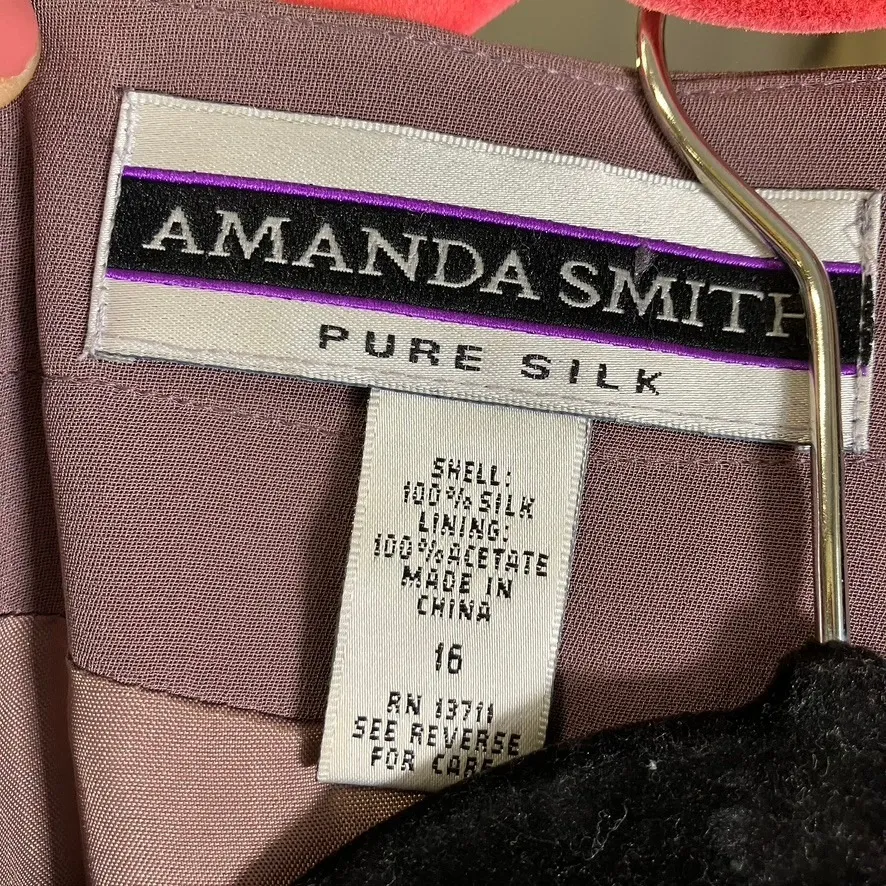 AMANDA SMITH
PURE SILK
SHELL:
100% SILK
LINING:
100% ACETATE
MADE IN
CHINA
16
RN 13711
SEE REVERSE
FOR CARE